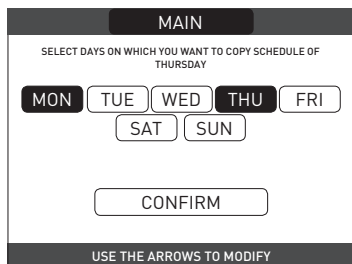 MAIN
SELECT DAYS ON WHICH YOU WANT TO COPY SCHEDULE OF
THURSDAY
MON TUE WED THU FRI
SAT SUN
CONFIRM
USE THE ARROWS TO MODIFY